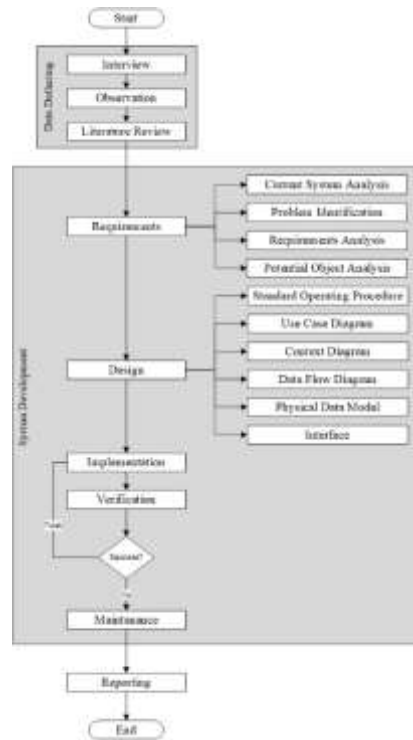 Start
Interview
Observation
Literature Review
Requirements
Current System Analysis
Problem Identification
Requirements Analysis
Potential Object Analysis
Standard Operating Procedure
Use Case Diagram
Context Diagram
Data Flow Diagram
Physical Data Model
Interface
Design
System Development
Implementation
Verification
Success?
Maintenance
Reporting
End